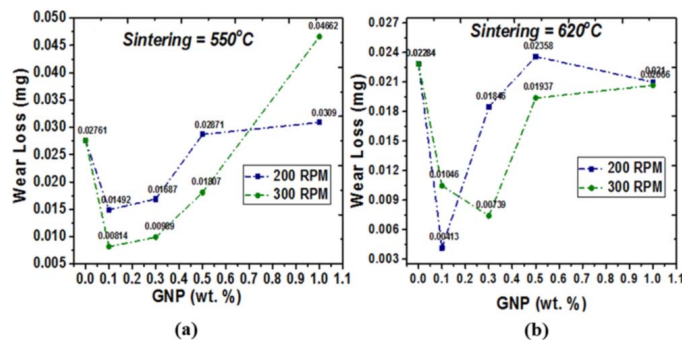 Sintering = 550°C
Wear Loss (mg)
0.050
0.045
0.040
0.035
0.030
0.025
0.020
0.015
0.010
0.005
0.02761
0.01492
0.01687
0.02871
0.0309
0.00814
0.00989
0.01807
0.04662
200 RPM
300 RPM
0.0 0.1 0.2 0.3 0.4 0.5 0.6 0.7 0.8 0.9 1.0 1.1
GNP (wt. %)
(a)
Sintering = 620°C
Wear Loss (mg)
0.027
0.024
0.021
0.018
0.015
0.012
0.009
0.006
0.003
0.02284
0.00413
0.01846
0.02358
0.021
0.01046
0.00739
0.01937
0.02066
200 RPM
300 RPM
0.0 0.1 0.2 0.3 0.4 0.5 0.6 0.7 0.8 0.9 1.0 1.1
GNP (wt. %)
(b)